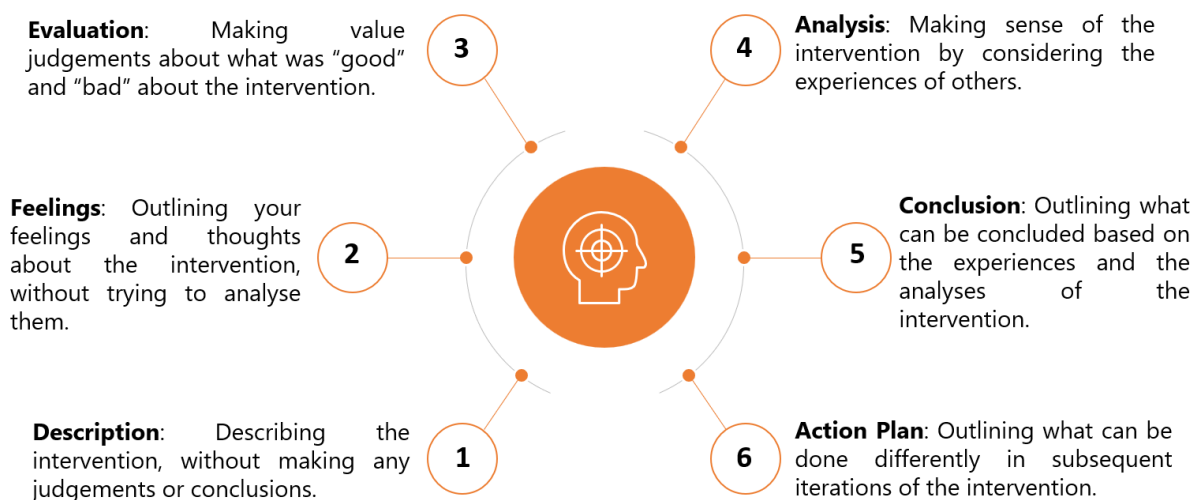 Evaluation: Making value
judgements about what was “good”
and “bad” about the intervention.
3
4
Analysis: Making sense of the
intervention by considering the
experiences of others.
Feelings: Outlining your
feelings and thoughts
about the intervention,
without trying to analyse
them.
2
5
Conclusion: Outlining what
can be concluded based on
the experiences and the
analyses of the
intervention.
Description: Describing the
intervention, without making any
judgements or conclusions.
1
6
Action Plan: Outlining what can be
done differently in subsequent
iterations of the intervention.